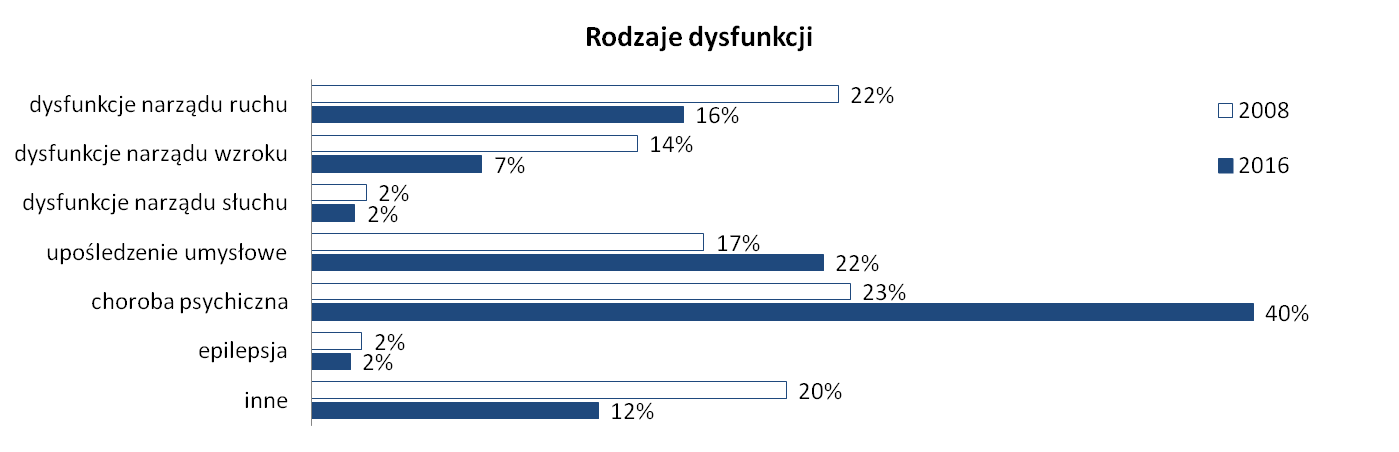 Rodzaje dysfunkcji
dysfunkcje narządu ruchu
22%
16%
dysfunkcje narządu wzroku
14%
7%
dysfunkcje narządu słuchu
2%
2%
upośledzenie umysłowe
17%
22%
choroba psychiczna
23%
40%
epilepsja
2%
2%
inne
20%
12%
2008
2016